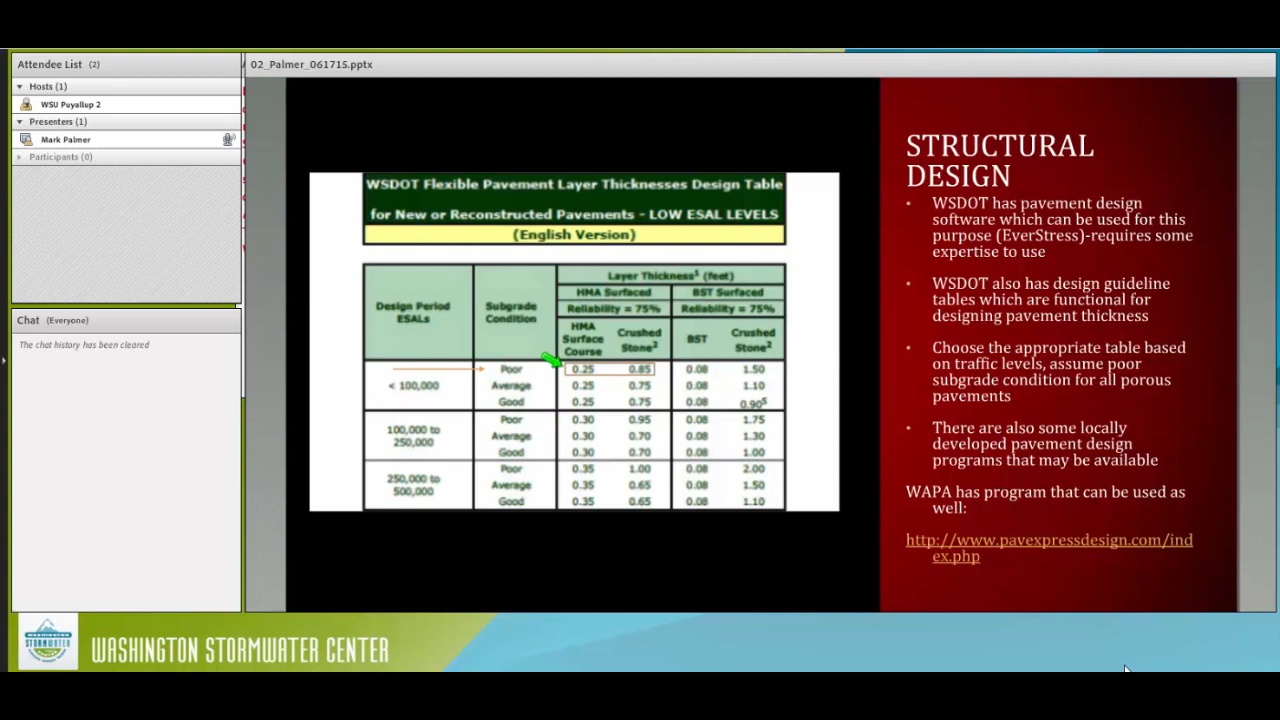 Attendee List (2)
Hosts (1)
WSU Puyallup 2
Presenters (1)
Mark Palmer
Participants (0)
Chat (Everyone)
The chat history has been cleared
02_Palmer_061715.pptx
WSDOT Flexible Pavement Layer Thicknesses Design Table
for New or Reconstructed Pavements - LOW ESAL LEVELS
(English Version)
Design Period ESALs Subgrade Condition Layer Thickness¹ (feet)
HMA Surfaced BST Surfaced
Reliability = 75% Reliability = 75%
HMA Surface Course Crushed Stone² BST Crushed Stone²
< 100,000 Poor 0.25 0.85 0.08 1.50
Average 0.25 0.75 0.08 1.10
Good 0.25 0.75 0.08 0.90⁵
100,000 to 250,000 Poor 0.30 0.95 0.08 1.75
Average 0.30 0.70 0.08 1.30
Good 0.30 0.70 0.08 1.00
250,000 to 500,000 Poor 0.35 1.00 0.08 2.00
Average 0.35 0.65 0.08 1.50
Good 0.35 0.65 0.08 1.10
STRUCTURAL
DESIGN
• WSDOT has pavement design
software which can be used for this
purpose (EverStress)-requires some
expertise to use
• WSDOT also has design guideline
tables which are functional for
designing pavement thickness
• Choose the appropriate table based
on traffic levels, assume poor
subgrade condition for all porous
pavements
• There are also some locally
developed pavement design
programs that may be available
WAPA has program that can be used as
well:
http://www.pavexpressdesign.com/ind
ex.php
WASHINGTON STORMWATER CENTER